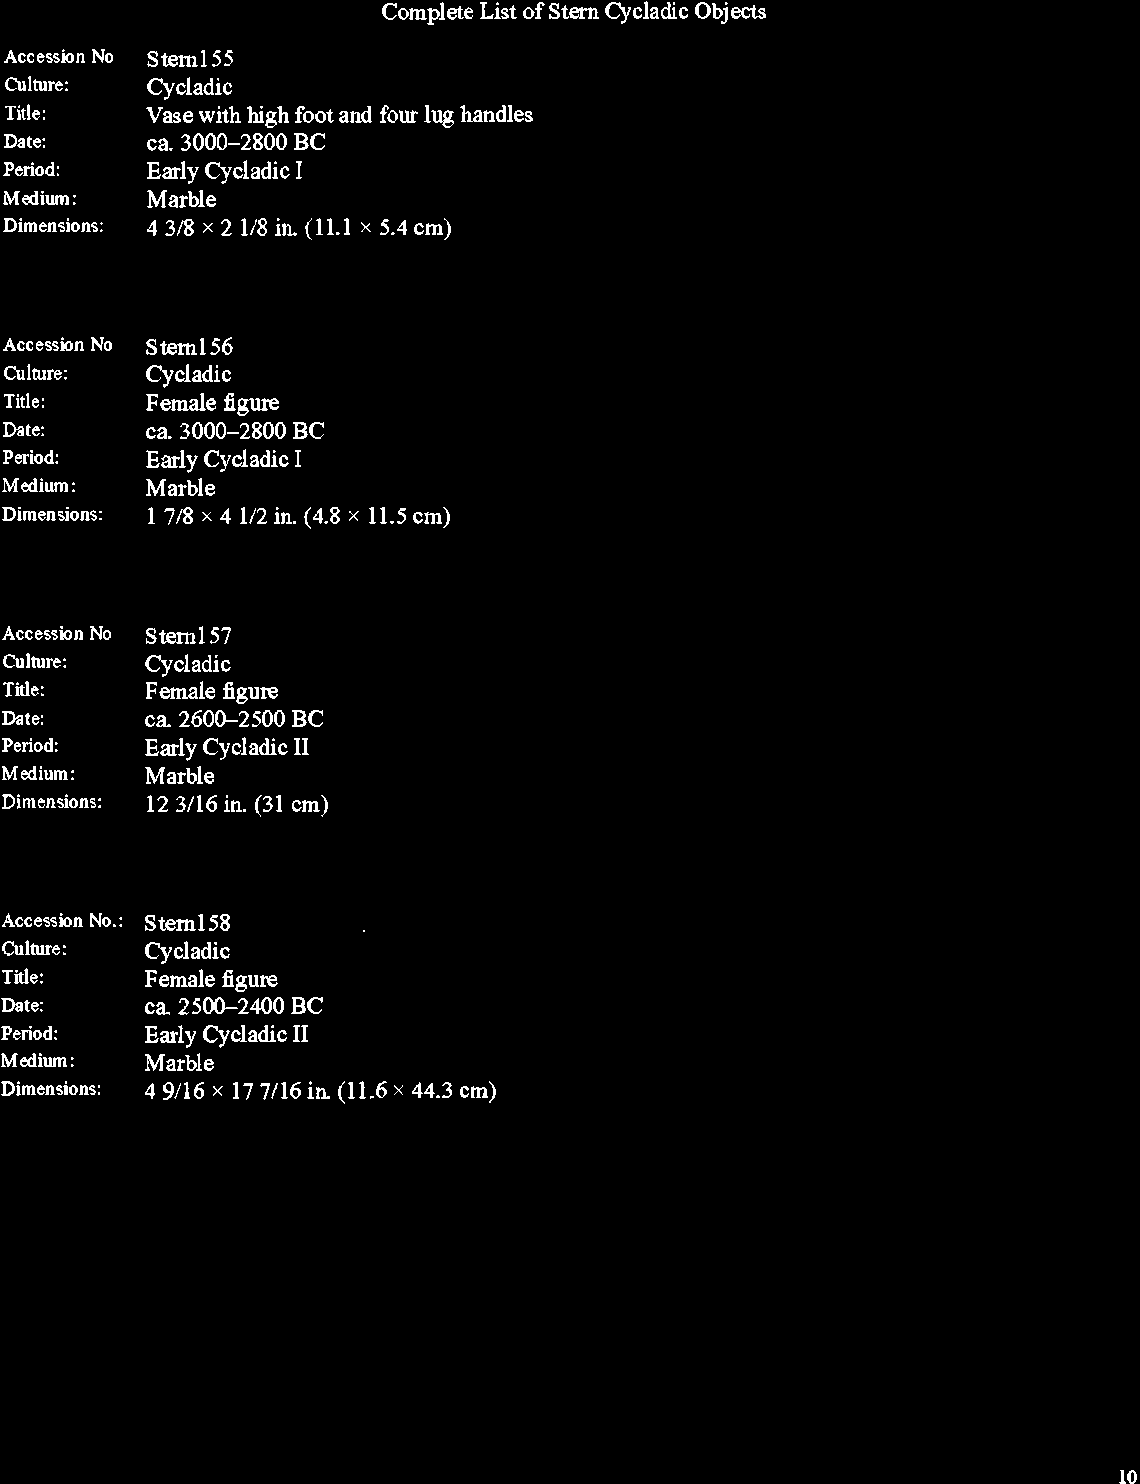 Complete List of Stern Cycladic Objects
Accession No Stern155
Culture: Cycladic
Title: Vase with high foot and four lug handles
Date: ca. 3000–2800 BC
Period: Early Cycladic I
Medium: Marble
Dimensions: 4 3/8 × 2 1/8 in. (11.1 × 5.4 cm)
Accession No Stern156
Culture: Cycladic
Title: Female figure
Date: ca. 3000–2800 BC
Period: Early Cycladic I
Medium: Marble
Dimensions: 1 7/8 × 4 1/2 in. (4.8 × 11.5 cm)
Accession No Stern157
Culture: Cycladic
Title: Female figure
Date: ca. 2600–2500 BC
Period: Early Cycladic II
Medium: Marble
Dimensions: 12 3/16 in. (31 cm)
Accession No.: Stern158
Culture: Cycladic
Title: Female figure
Date: ca. 2500–2400 BC
Period: Early Cycladic II
Medium: Marble
Dimensions: 4 9/16 × 17 7/16 in. (11.6 × 44.3 cm)
10